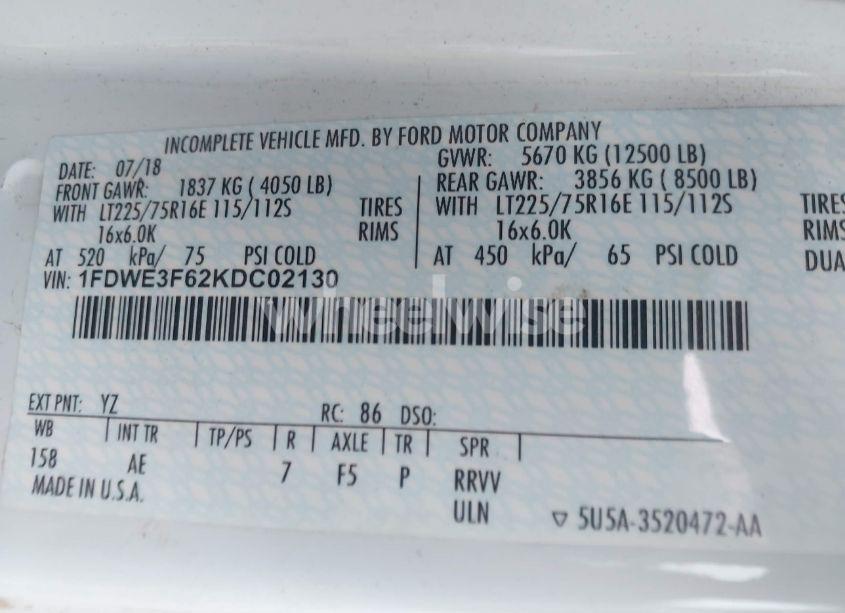 INCOMPLETE VEHICLE MFD. BY FORD MOTOR COMPANY
DATE: 07/18 GVWR: 5670 KG (12500 LB)
FRONT GAWR: 1837 KG ( 4050 LB) REAR GAWR: 3856 KG ( 8500 LB)
WITH LT225/75R16E 115/112S TIRES WITH LT225/75R16E 115/112S TIRES
16x6.0K RIMS 16x6.0K RIMS
AT 520 kPa/ 75 PSI COLD AT 450 kPa/ 65 PSI COLD DUA
VIN: 1FDWE3F62KDC02130
wheelwise
EXT PNT: YZ RC: 86 DSO:
WB INT TR TP/PS R AXLE TR SPR
158 AE 7 F5 P RRVV
MADE IN U.S.A. ULN 5U5A-3520472-AA